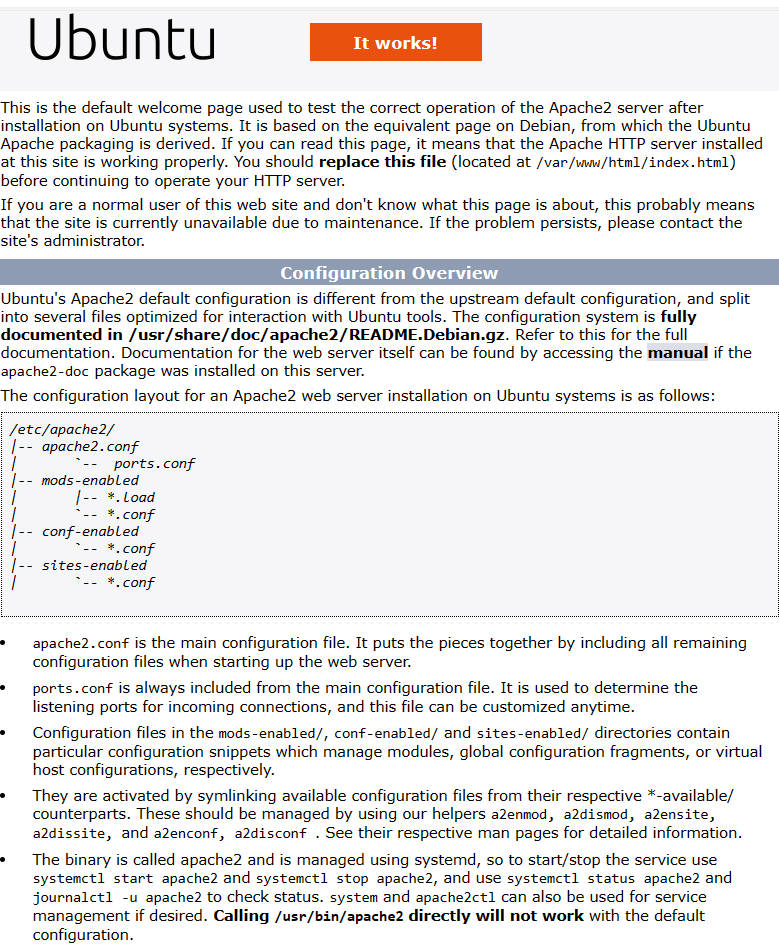 Ubuntu
It works!
This is the default welcome page used to test the correct operation of the Apache2 server after
installation on Ubuntu systems. It is based on the equivalent page on Debian, from which the Ubuntu
Apache packaging is derived. If you can read this page, it means that the Apache HTTP server installed
at this site is working properly. You should replace this file (located at /var/www/html/index.html)
before continuing to operate your HTTP server.
If you are a normal user of this web site and don't know what this page is about, this probably means
that the site is currently unavailable due to maintenance. If the problem persists, please contact the
site's administrator.
Configuration Overview
Ubuntu's Apache2 default configuration is different from the upstream default configuration, and split
into several files optimized for interaction with Ubuntu tools. The configuration system is fully
documented in /usr/share/doc/apache2/README.Debian.gz. Refer to this for the full
documentation. Documentation for the web server itself can be found by accessing the manual if the
apache2-doc package was installed on this server.
The configuration layout for an Apache2 web server installation on Ubuntu systems is as follows:
/etc/apache2/
|-- apache2.conf
|       `--  ports.conf
|-- mods-enabled
|       |-- *.load
|       `-- *.conf
|-- conf-enabled
|       `-- *.conf
|-- sites-enabled
|       `-- *.conf
• apache2.conf is the main configuration file. It puts the pieces together by including all remaining
configuration files when starting up the web server.
• ports.conf is always included from the main configuration file. It is used to determine the
listening ports for incoming connections, and this file can be customized anytime.
• Configuration files in the mods-enabled/, conf-enabled/ and sites-enabled/ directories contain
particular configuration snippets which manage modules, global configuration fragments, or virtual
host configurations, respectively.
• They are activated by symlinking available configuration files from their respective *-available/
counterparts. These should be managed by using our helpers a2enmod, a2dismod, a2ensite,
a2dissite, and a2enconf, a2disconf . See their respective man pages for detailed information.
• The binary is called apache2 and is managed using systemd, so to start/stop the service use
systemctl start apache2 and systemctl stop apache2, and use systemctl status apache2 and
journalctl -u apache2 to check status. system and apache2ctl can also be used for service
management if desired. Calling /usr/bin/apache2 directly will not work with the default
configuration.